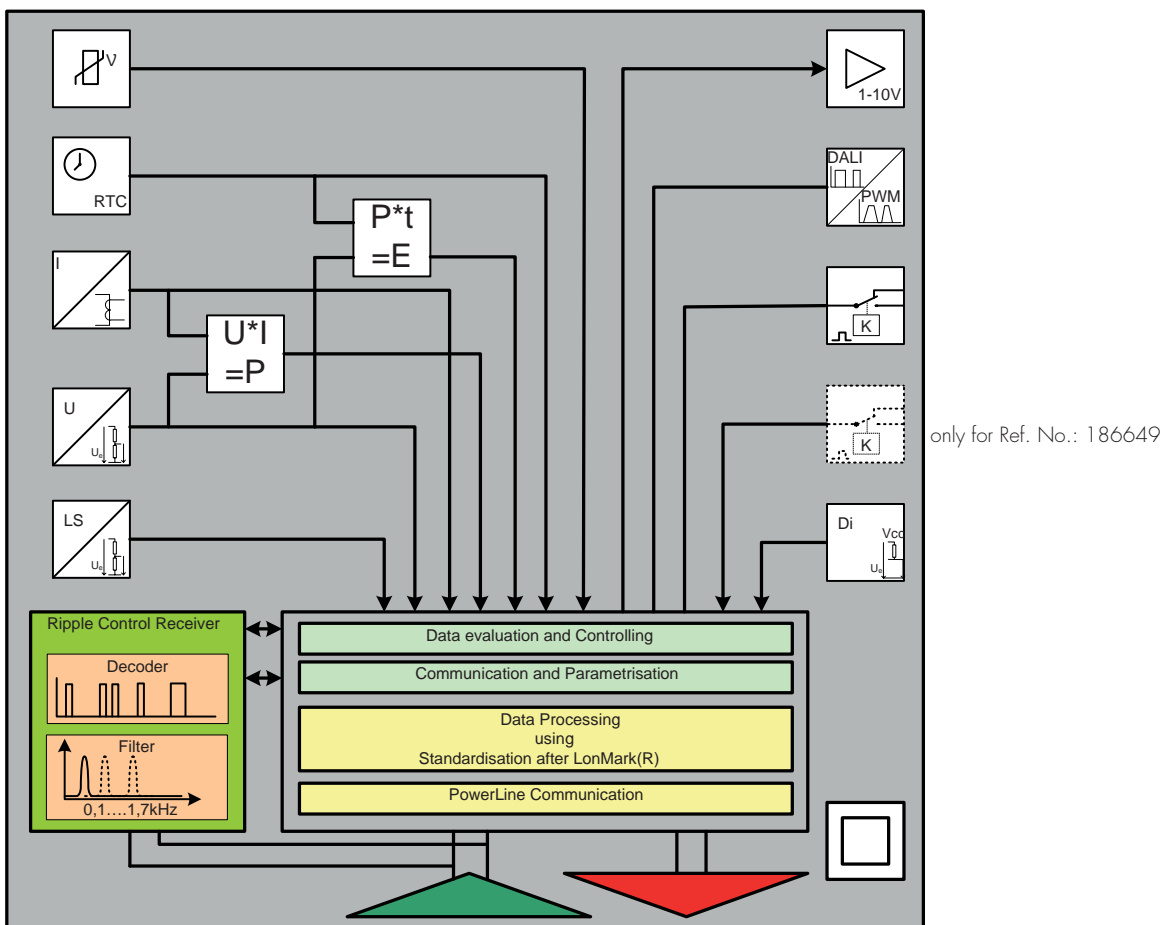 ν
1-10V
RTC
DALI
PWM
P*t
=E
I
K
U*I
=P
U
Ue
K
only for Ref. No.: 186649
LS
Ue
Di
Vcc
Ue
Ripple Control Receiver
Decoder
Filter
0,1....1,7kHz
Data evaluation and Controlling
Communication and Parametrisation
Data Processing
using
Standardisation after LonMark(R)
PowerLine Communication